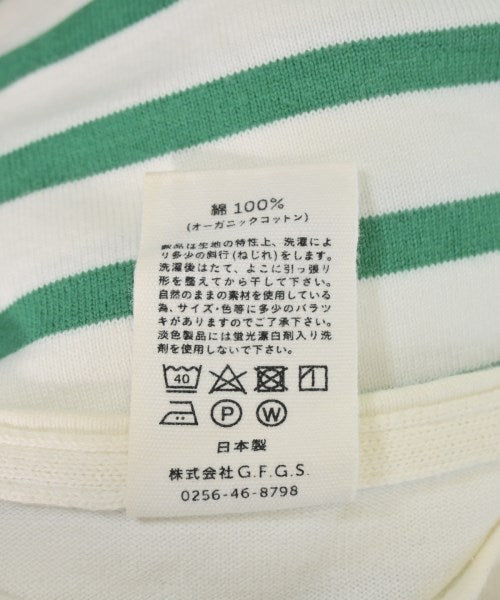 綿 100%
(オーガニックコットン)
製品は生地の特性上、洗濯によ
り多少の斜行(ねじれ)をします。
洗濯後はたて、よこに引っ張り
形を整えてから干して下さい。
自然のままの素材を使用している
為、サイズ・色等に多少のバラツ
キがありますのでご了承下さい。
淡色製品には蛍光漂白剤入り洗
剤を使用しないで下さい。
40
P W
日本製
株式会社G.F.G.S.
0256-46-8798